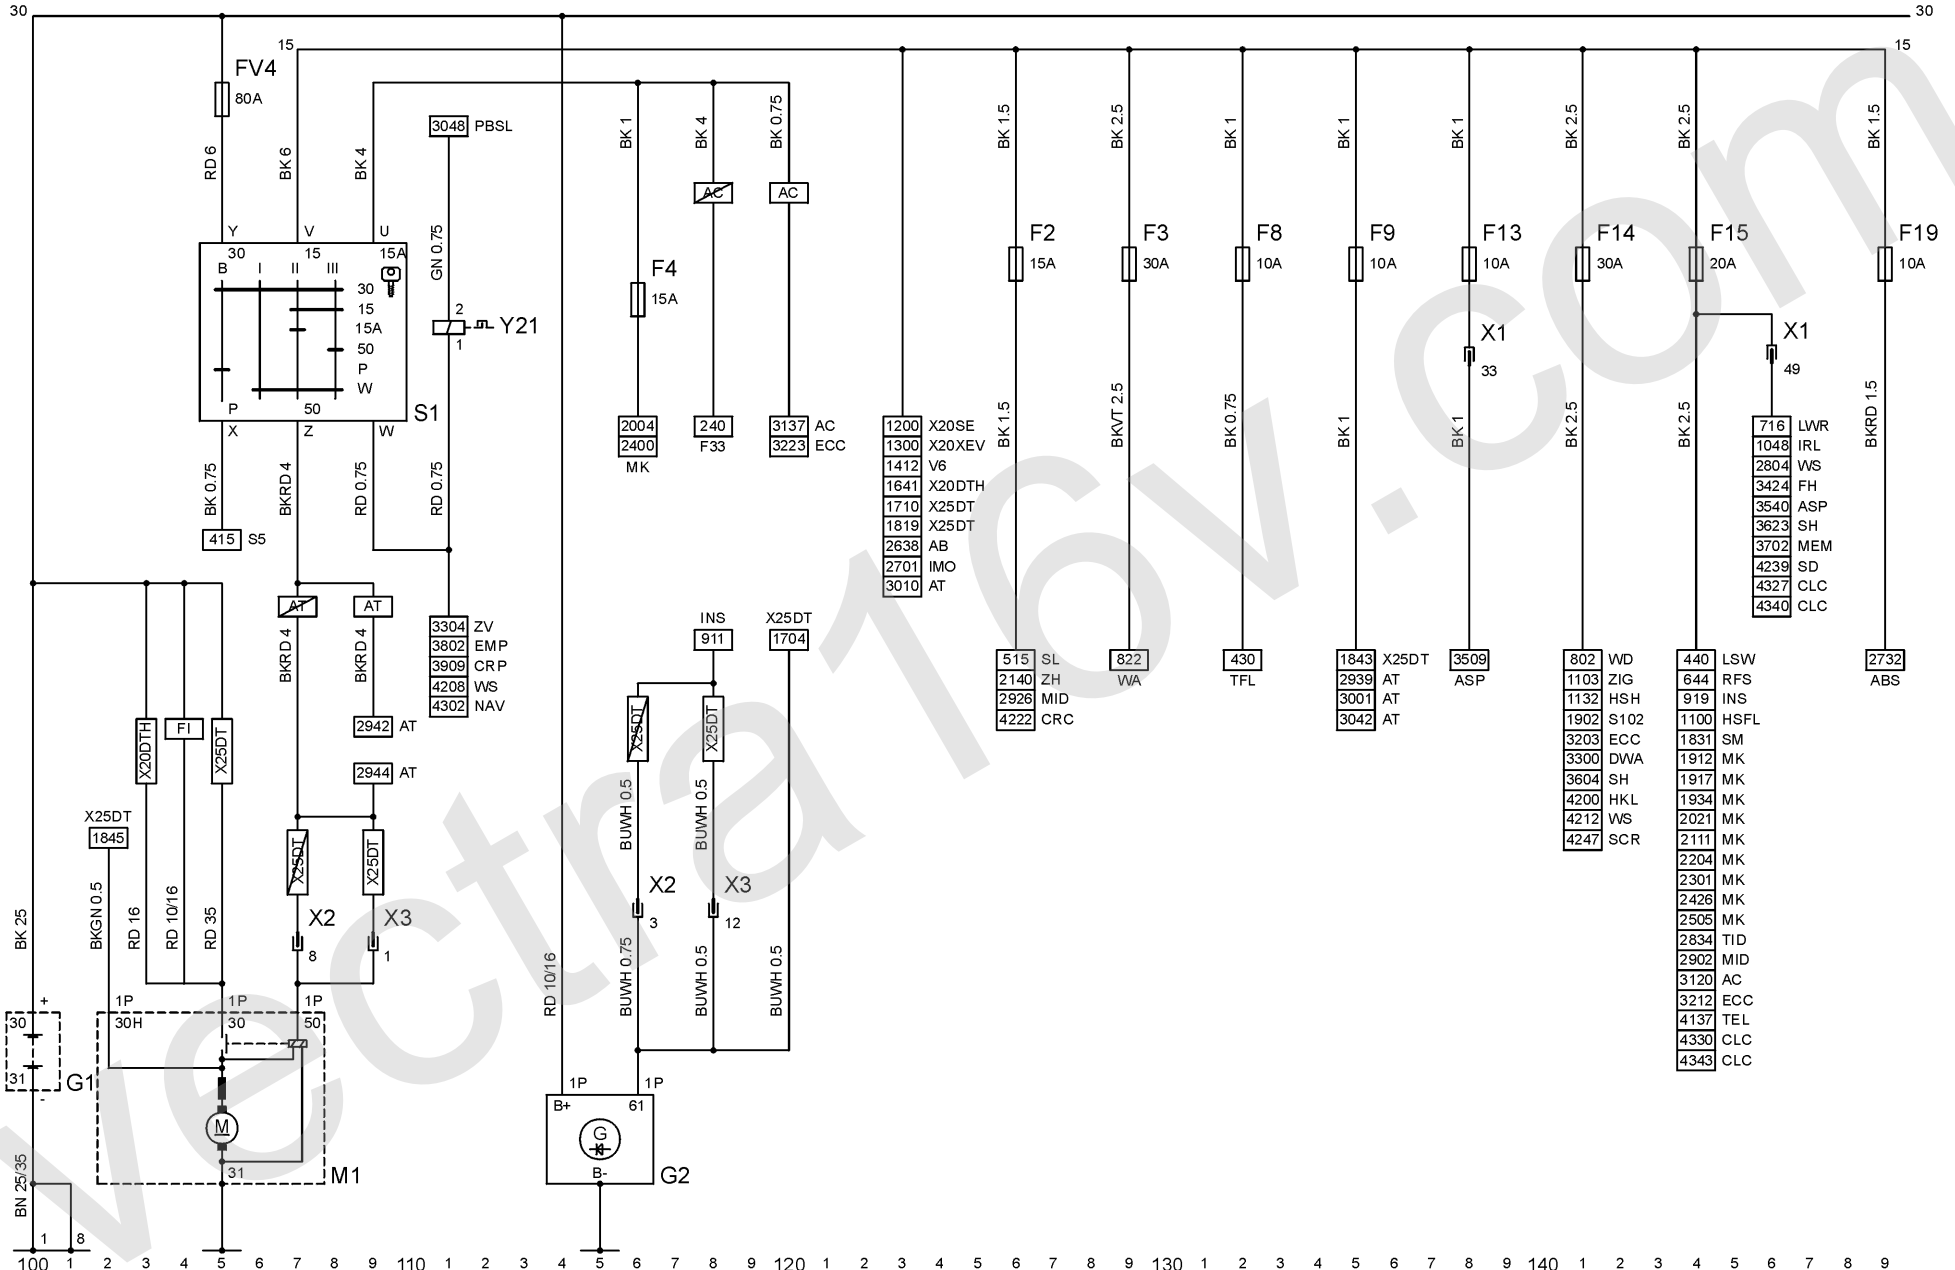 30
30
15
15
FV4
80A
RD 6
BK 6
BK 4
3048 PBSL
GN 0.75
BK 1
BK 4
BK 0.75
AC
AC
BK 1.5
BK 2.5
BK 1
BK 1
BK 1
BK 2.5
BK 2.5
BK 1.5
Y
V
U
30
15
15A
B I II III
30
15
15A
50
P
W
P
50
S1
X
Z
W
2
Y21
1
F4
15A
F2
15A
F3
30A
F8
10A
F9
10A
F13
10A
F14
30A
F15
20A
F19
10A
X1
33
X1
49
BK 0.75
BKRD 4
RD 0.75
RD 0.75
415 S5
2004
2400
MK
240
F33
3137 AC
3223 ECC
1200 X20SE
1300 X20XEV
1412 V6
1641 X20DTH
1710 X25DT
1819 X25DT
2638 AB
2701 IMO
3010 AT
BK 1.5
BKVT 2.5
BK 0.75
BK 1
BK 1
BK 2.5
BK 2.5
BKRD 1.5
716 LWR
1048 IRL
2804 WS
3424 FH
3540 ASP
3623 SH
3702 MEM
4239 SD
4327 CLC
4340 CLC
AT
AT
BKRD 4
BKRD 4
3304 ZV
3802 EMP
3909 CRP
4208 WS
4302 NAV
INS
911
X25DT
1704
515 SL
2140 ZH
2926 MID
4222 CRC
822
WA
430
TFL
1843 X25DT
2939 AT
3001 AT
3042 AT
3509
ASP
802 WD
1103 ZIG
1132 HSH
1902 S102
3203 ECC
3300 DWA
3604 SH
4200 HKL
4212 WS
4247 SCR
440 LSW
644 RFS
919 INS
1100 HSFL
1831 SM
1912 MK
1917 MK
1934 MK
2021 MK
2111 MK
2204 MK
2301 MK
2426 MK
2505 MK
2834 TID
2902 MID
3120 AC
3212 ECC
4137 TEL
4330 CLC
4343 CLC
2732
ABS
X20DTH
FI
X25DT
2942 AT
2944 AT
X25DT
X25DT
X25DT
1845
X25DT
X25DT
BK 25
BKGN 0.5
RD 16
RD 10/16
RD 35
X2
8
X3
1
BUWH 0.5
BUWH 0.5
X2
3
X3
12
RD 10/16
BUWH 0.75
BUWH 0.5
BUWH 0.5
+
30
31
-
G1
1P
30H
1P
30
1P
50
M
31
M1
1P
B+
1P
61
G
B-
G2
BN 25/35
1
8
100 1 2 3 4 5 6 7 8 9 110 1 2 3 4 5 6 7 8 9 120 1 2 3 4 5 6 7 8 9 130 1 2 3 4 5 6 7 8 9 140 1 2 3 4 5 6 7 8 9
vectra16v.com